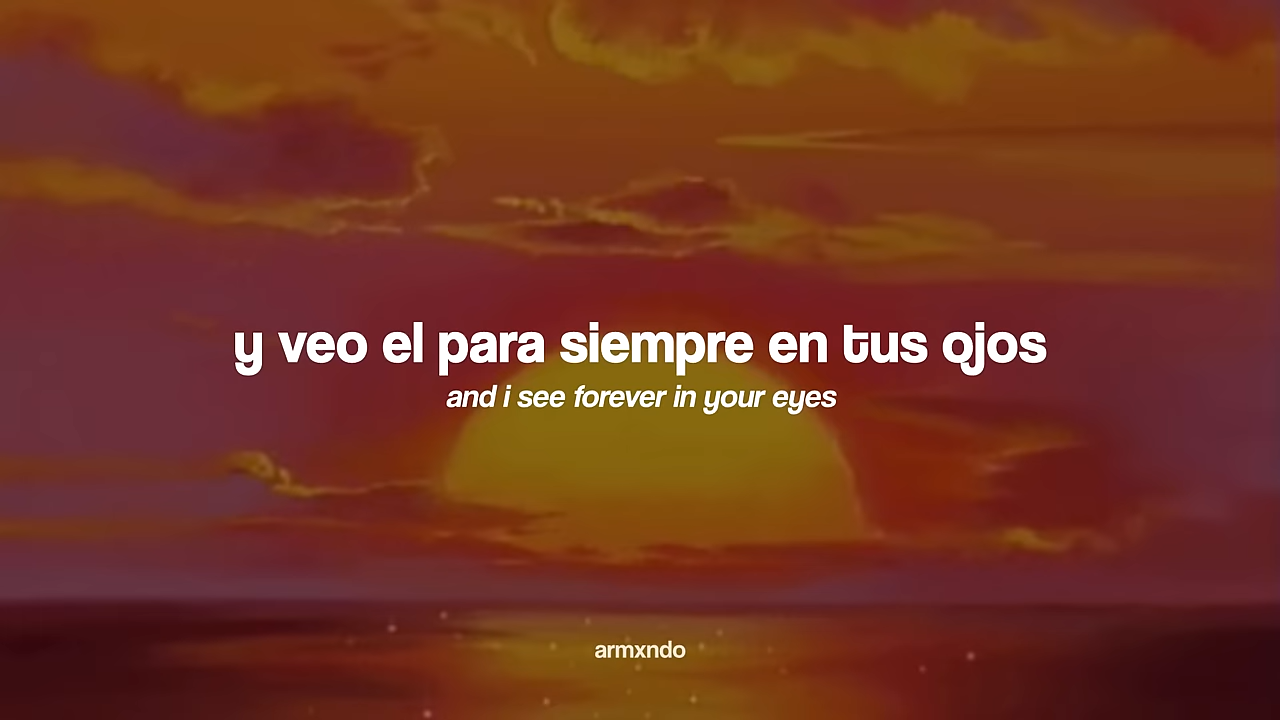 y veo el para siempre en tus ojos
and i see forever in your eyes
armxndo